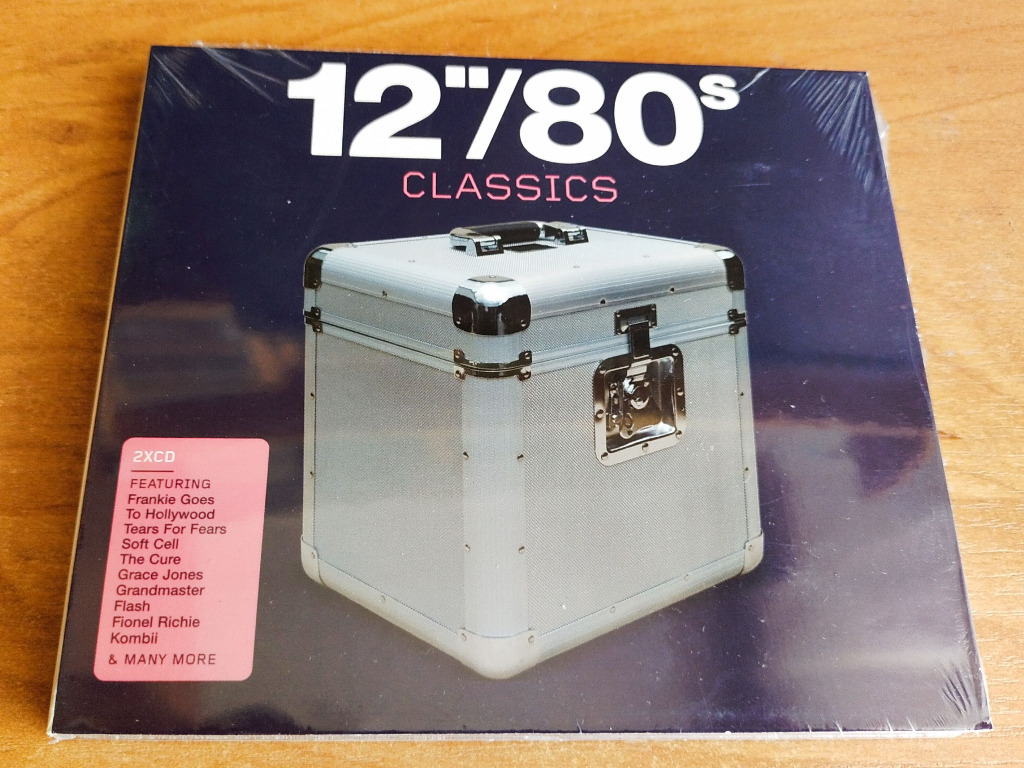 12"/80s
CLASSICS
2XCD
FEATURING
Frankie Goes
To Hollywood
Tears For Fears
Soft Cell
The Cure
Grace Jones
Grandmaster
Flash
Fionel Richie
Kombii
& MANY MORE